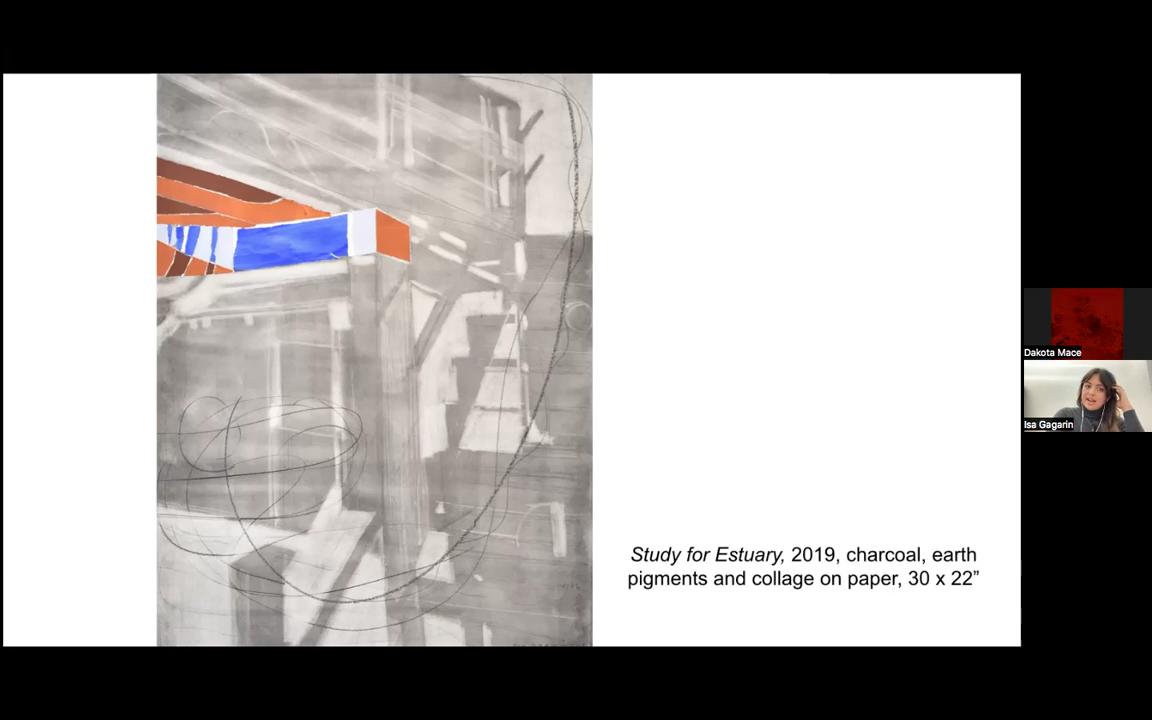 Study for Estuary, 2019, charcoal, earth
pigments and collage on paper, 30 x 22”
Dakota Mace
Isa Gagarin